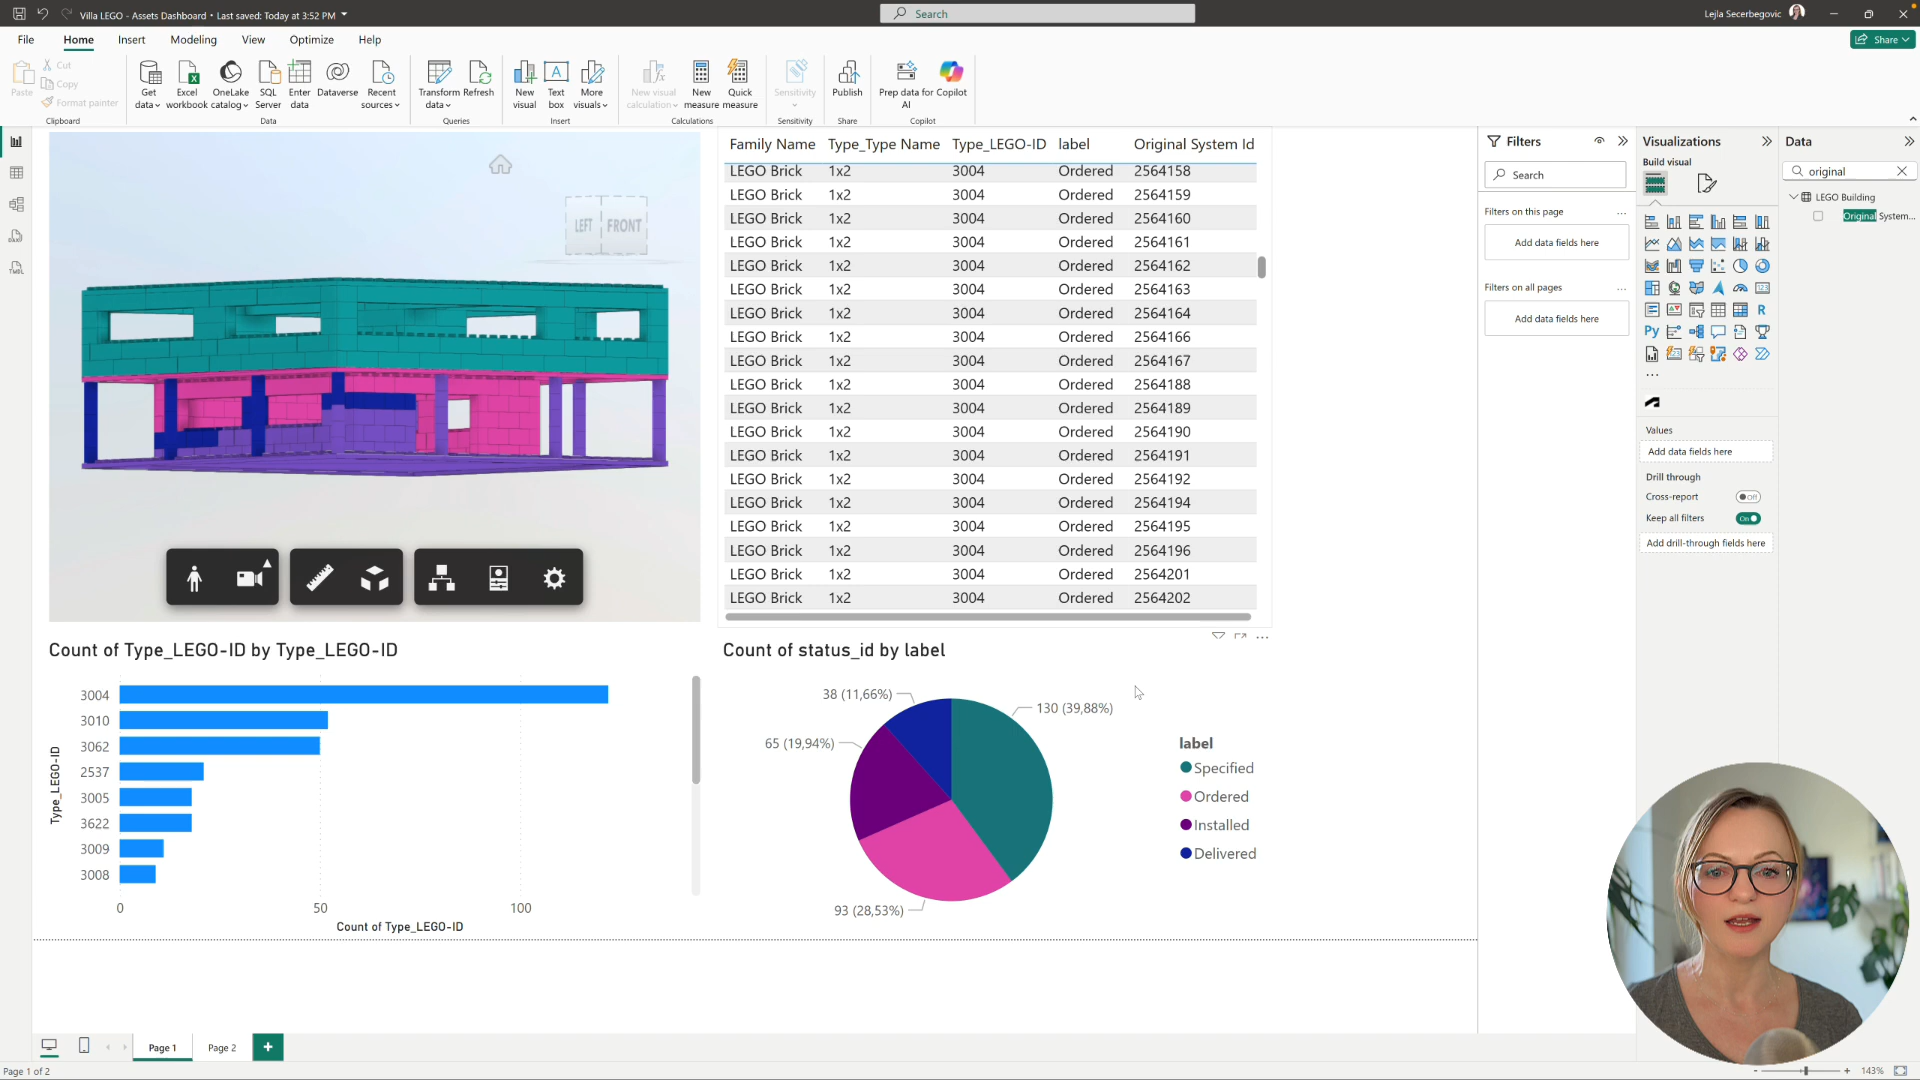 Villa LEGO - Assets Dashboard • Last saved: Today at 3:52 PM
Search
Lejla Secerbegovic
File Home Insert Modeling View Optimize Help
Share
Paste
Cut
Copy
Format painter
Get data
Excel workbook
OneLake catalog
SQL Server
Enter data
Dataverse
Recent sources
Transform data
Refresh
New visual
Text box
More visuals
New visual calculation
New measure
Quick measure
Sensitivity
Publish
Prep data for AI
Copilot
Clipboard Data Queries Insert Calculations Sensitivity Share Copilot
LEFT FRONT
Family Name Type_Type Name Type_LEGO-ID label Original System Id
LEGO Brick 1x2 3004 Ordered 2564158
LEGO Brick 1x2 3004 Ordered 2564159
LEGO Brick 1x2 3004 Ordered 2564160
LEGO Brick 1x2 3004 Ordered 2564161
LEGO Brick 1x2 3004 Ordered 2564162
LEGO Brick 1x2 3004 Ordered 2564163
LEGO Brick 1x2 3004 Ordered 2564164
LEGO Brick 1x2 3004 Ordered 2564166
LEGO Brick 1x2 3004 Ordered 2564167
LEGO Brick 1x2 3004 Ordered 2564188
LEGO Brick 1x2 3004 Ordered 2564189
LEGO Brick 1x2 3004 Ordered 2564190
LEGO Brick 1x2 3004 Ordered 2564191
LEGO Brick 1x2 3004 Ordered 2564192
LEGO Brick 1x2 3004 Ordered 2564194
LEGO Brick 1x2 3004 Ordered 2564195
LEGO Brick 1x2 3004 Ordered 2564196
LEGO Brick 1x2 3004 Ordered 2564201
LEGO Brick 1x2 3004 Ordered 2564202
Count of Type_LEGO-ID by Type_LEGO-ID
Type_LEGO-ID
3004
3010
3062
2537
3005
3622
3009
3008
0 50 100
Count of Type_LEGO-ID
Count of status_id by label
38 (11,66%)
130 (39,88%)
65 (19,94%)
93 (28,53%)
label
Specified
Ordered
Installed
Delivered
Filters
Search
Filters on this page
Add data fields here
Filters on all pages
Add data fields here
Visualizations
Build visual
123
R
Py
Values
Add data fields here
Drill through
Cross-report Off
Keep all filters On
Add drill-through fields here
Data
original
LEGO Building
Original System...
Page 1
Page 2
+
Page 1 of 2
- + 143%